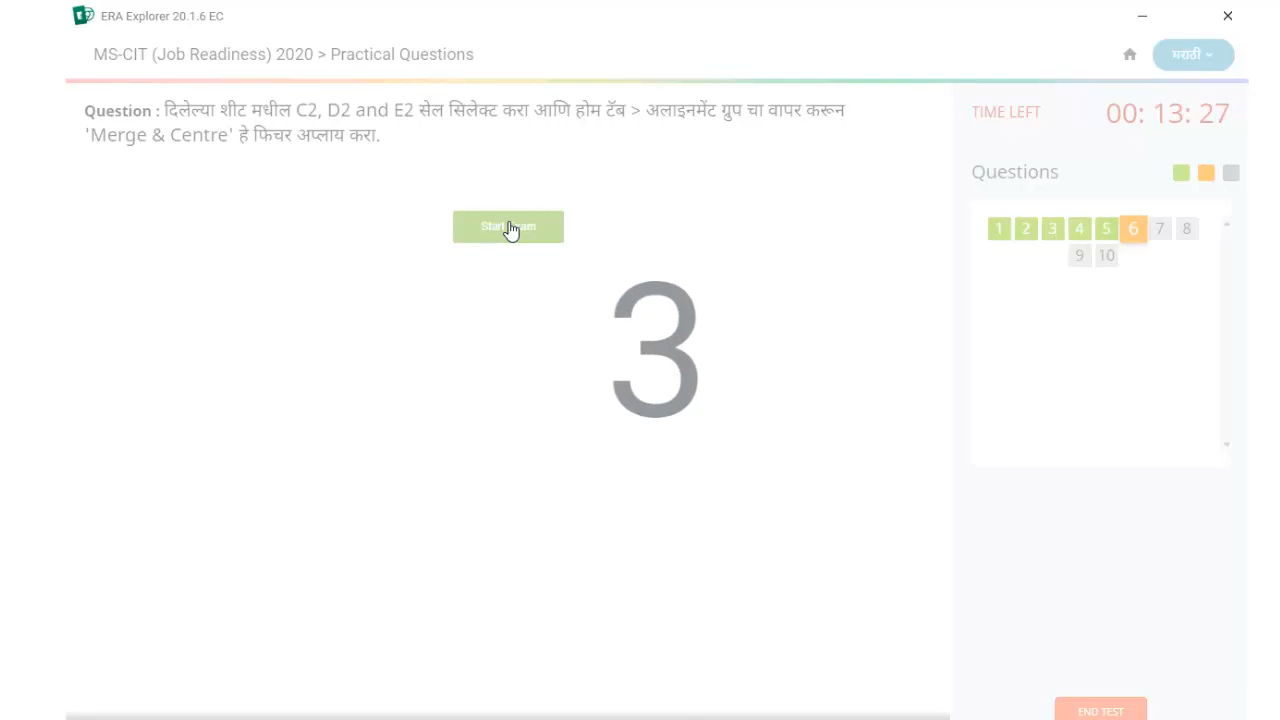 ERA Explorer 20.1.6 EC
MS-CIT (Job Readiness) 2020 > Practical Questions
मराठी
Question : दिलेल्या शीट मधील C2, D2 and E2 सेल सिलेक्ट करा आणि होम टॅब > अलाइनमेंट ग्रुप चा वापर करून
'Merge & Centre' हे फिचर अप्लाय करा.
TIME LEFT
00: 13: 27
Questions
Start
1 2 3 4 5 6 7 8
9 10
3
END TEST